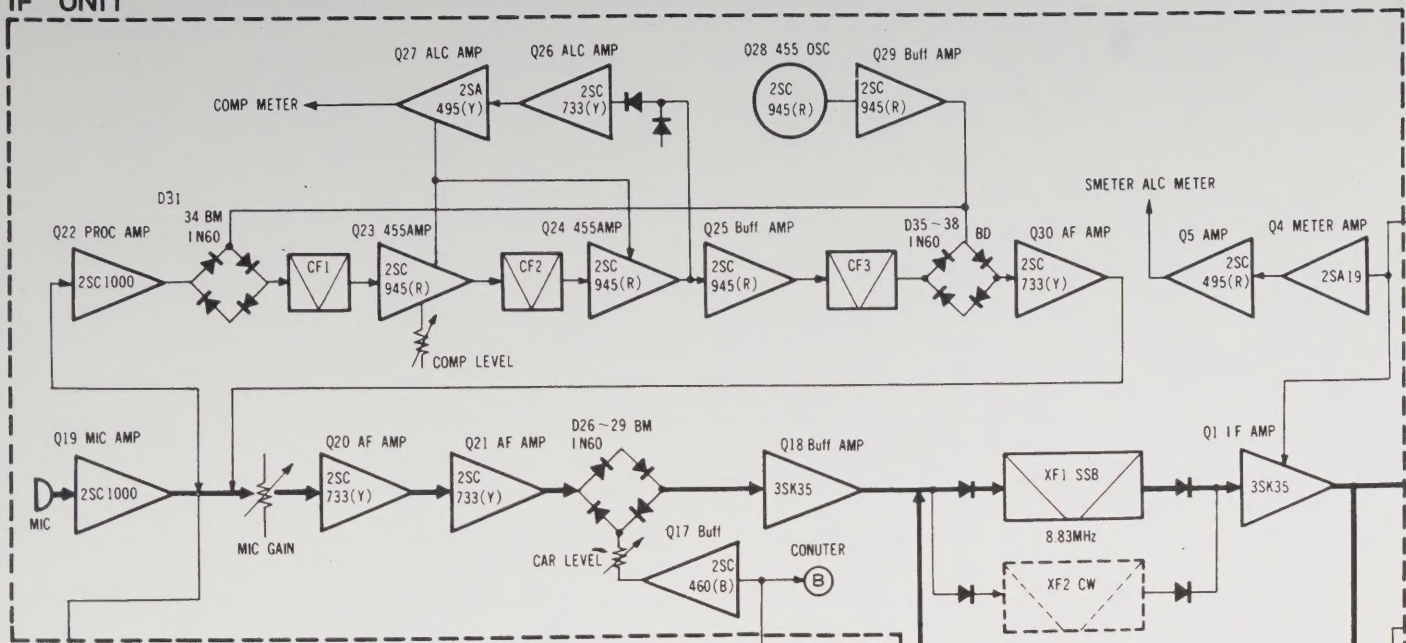 IF UNIT
Q27 ALC AMP
Q26 ALC AMP
Q28 455 OSC
Q29 Buff AMP
COMP METER
2SA
495(Y)
2SC
733(Y)
2SC
945(R)
2SC
945(R)
SMETER ALC METER
D31
34 BM
1N60
Q22 PROC AMP
Q23 455AMP
Q24 455AMP
Q25 Buff AMP
D35~38
1N60
BD
Q30 AF AMP
Q5 AMP
Q4 METER AMP
2SC1000
CF1
2SC
945(R)
CF2
2SC
945(R)
2SC
945(R)
CF3
2SC
733(Y)
2SC
495(R)
2SA19
COMP LEVEL
Q19 MIC AMP
Q20 AF AMP
Q21 AF AMP
D26~29 BM
1N60
Q18 Buff AMP
Q1 IF AMP
MIC
2SC1000
MIC GAIN
2SC
733(Y)
2SC
733(Y)
3SK35
XF1 SSB
8.83MHz
3SK35
CAR LEVEL
Q17 Buff
2SC
460(B)
CONUTER
B
XF2 CW